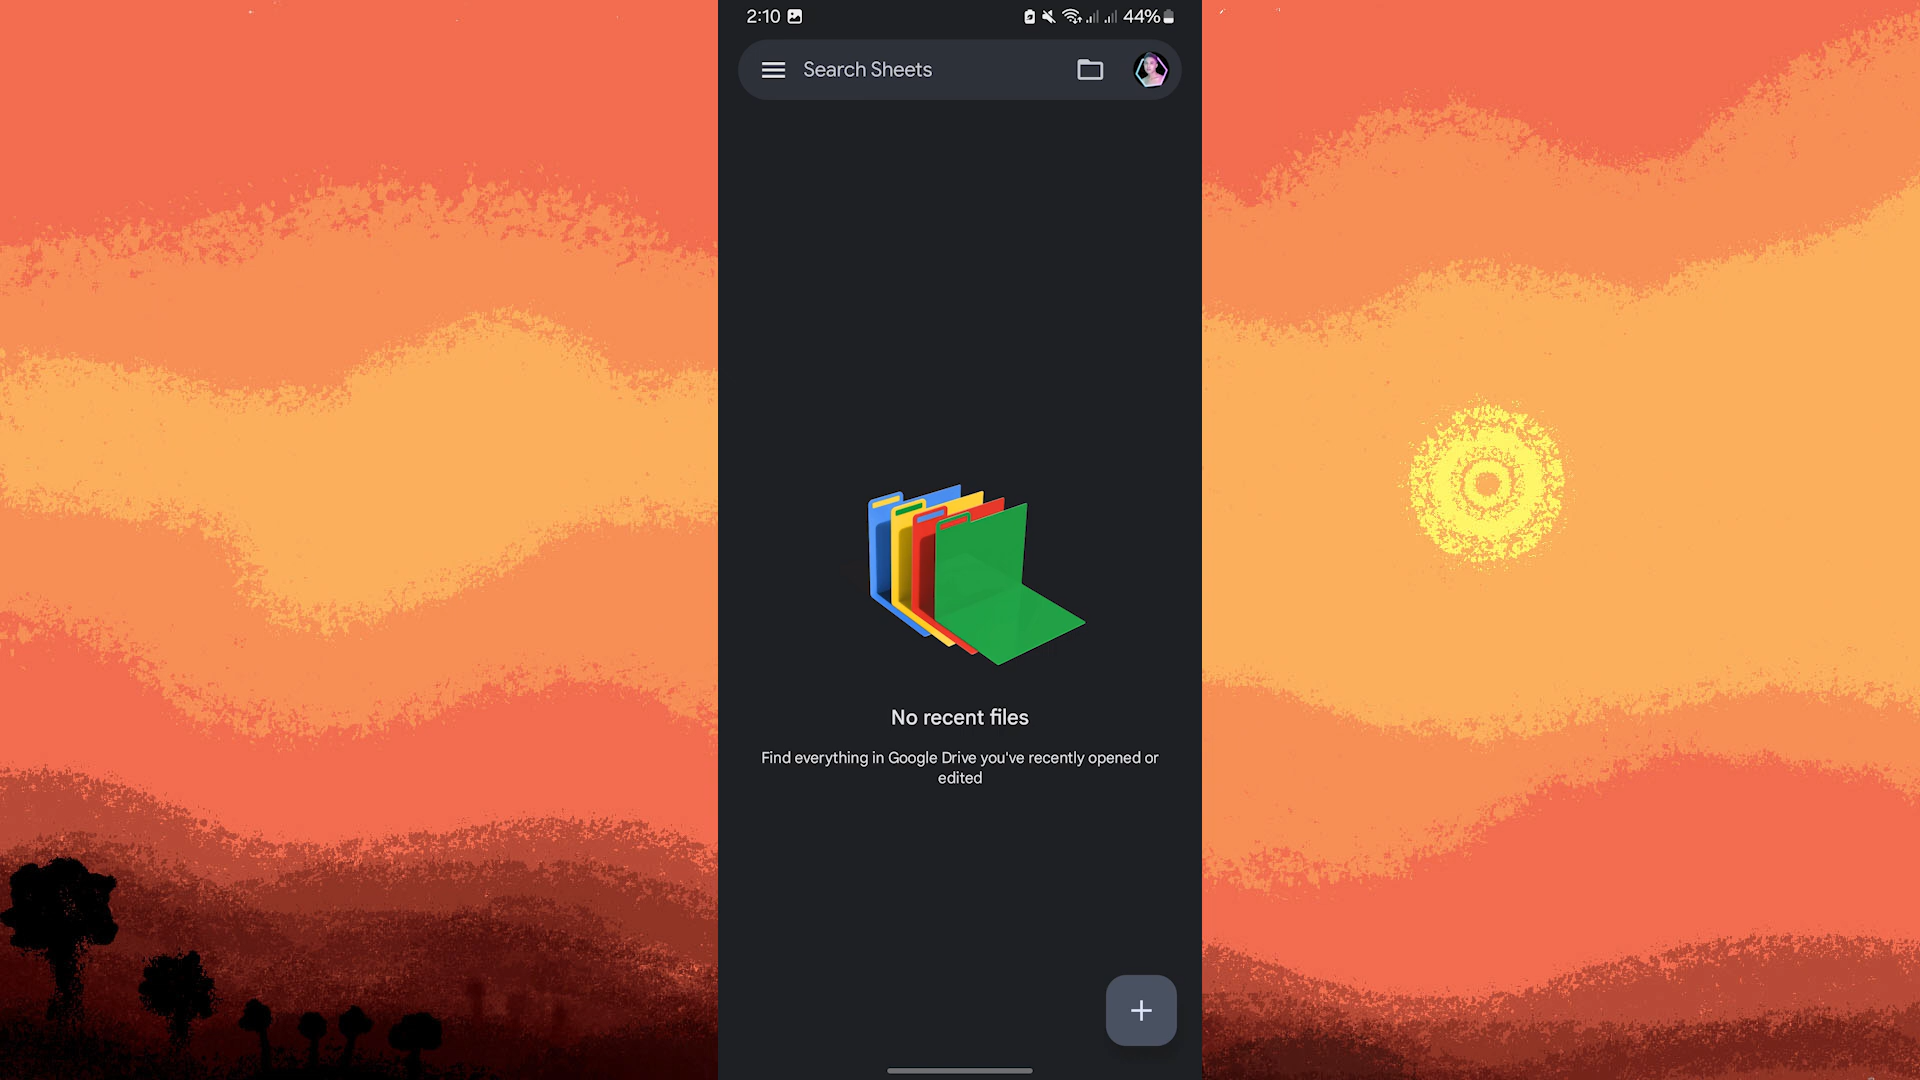 2:10 44%
Search Sheets
No recent files
Find everything in Google Drive you've recently opened or
edited